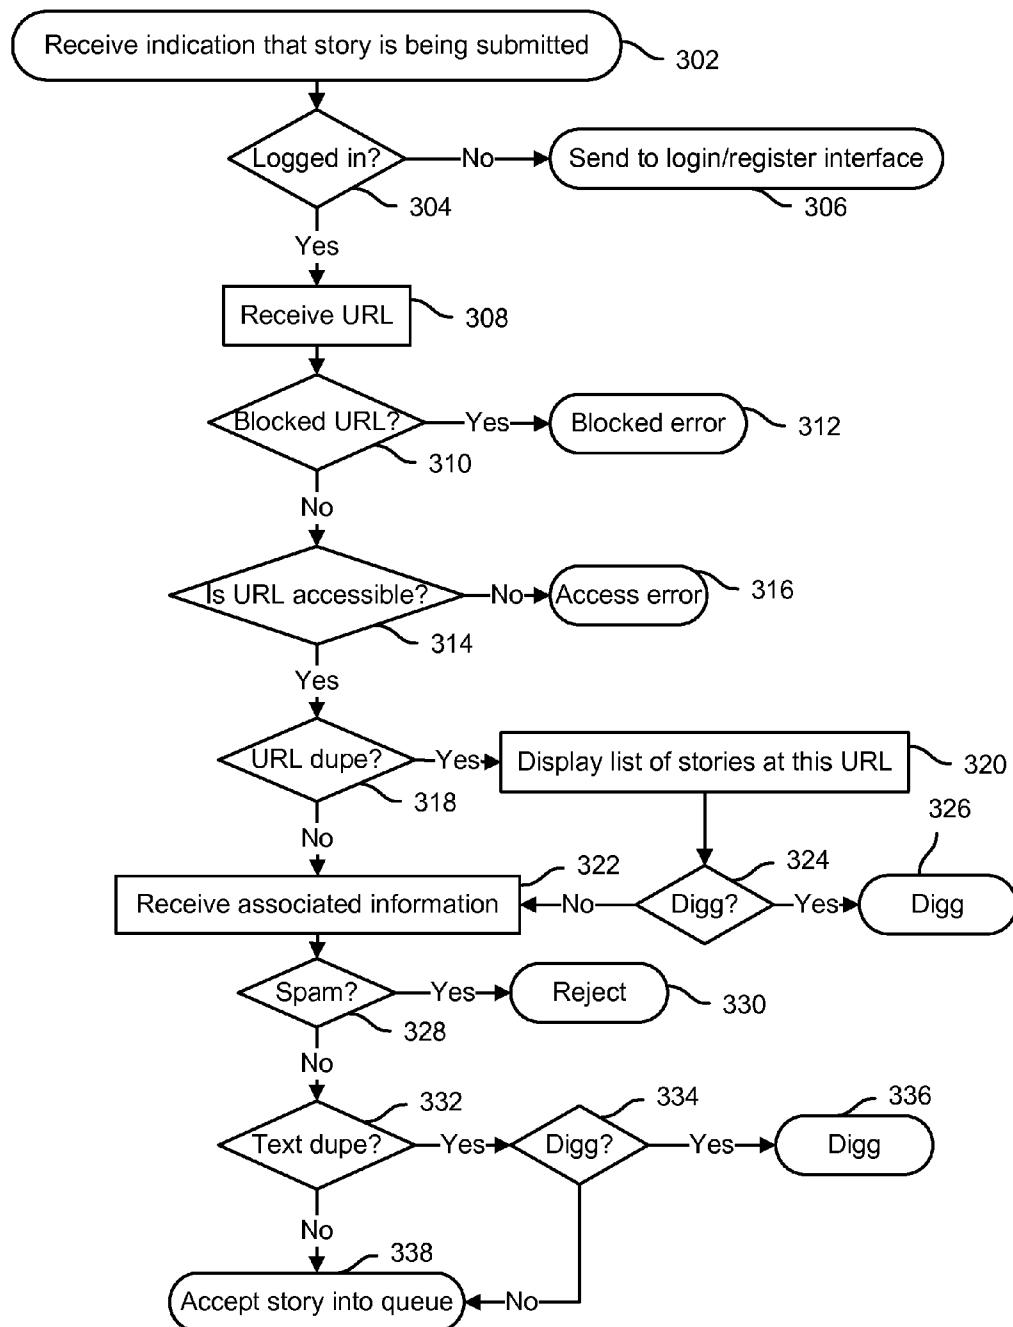 Receive indication that story is being submitted
302
Logged in?
No
Send to login/register interface
304
306
Yes
Receive URL
308
Blocked URL?
Yes
Blocked error
312
310
No
Is URL accessible?
No
Access error
316
314
Yes
URL dupe?
Yes
Display list of stories at this URL
320
318
326
No
322
324
Receive associated information
No
Digg?
Yes
Digg
Spam?
Yes
Reject
330
328
No
332
334
336
Text dupe?
Yes
Digg?
Yes
Digg
No
338
Accept story into queue
No